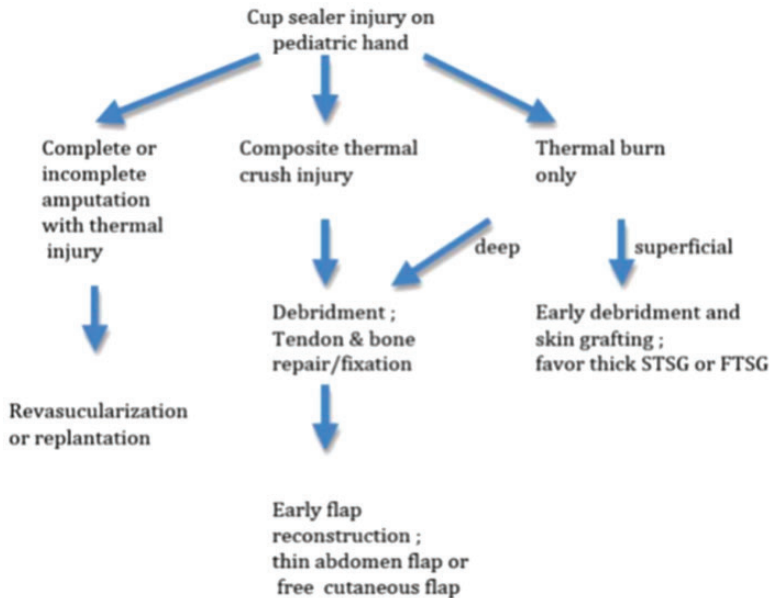 Cup sealer injury on
pediatric hand
Complete or
incomplete
amputation
with thermal
injury
Composite thermal
crush injury
Thermal burn
only
deep
superficial
Debridment ;
Tendon & bone
repair/fixation
Early debridment and
skin grafting ;
favor thick STSG or FTSG
Revasucularization
or replantation
Early flap
reconstruction ;
thin abdomen flap or
free cutaneous flap